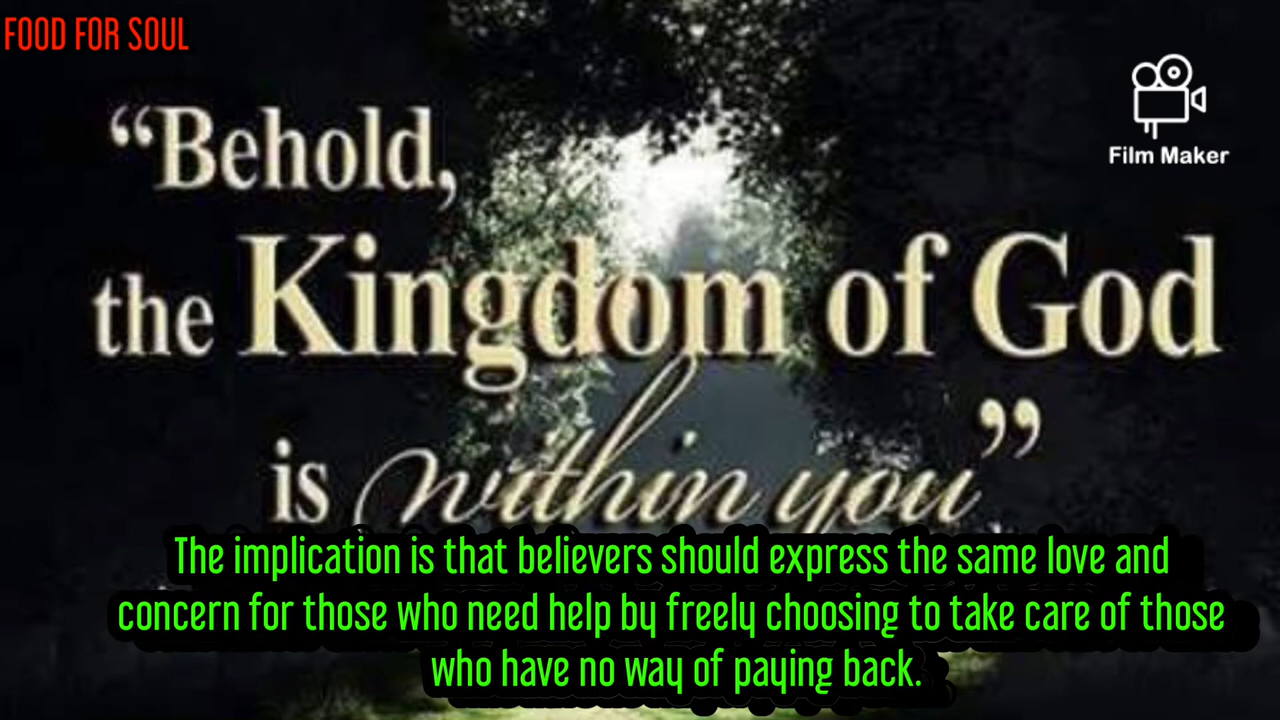 FOOD FOR SOUL
Film Maker
“Behold,
the Kingdom of God
is within you”
The implication is that believers should express the same love and
concern for those who need help by freely choosing to take care of those
who have no way of paying back.